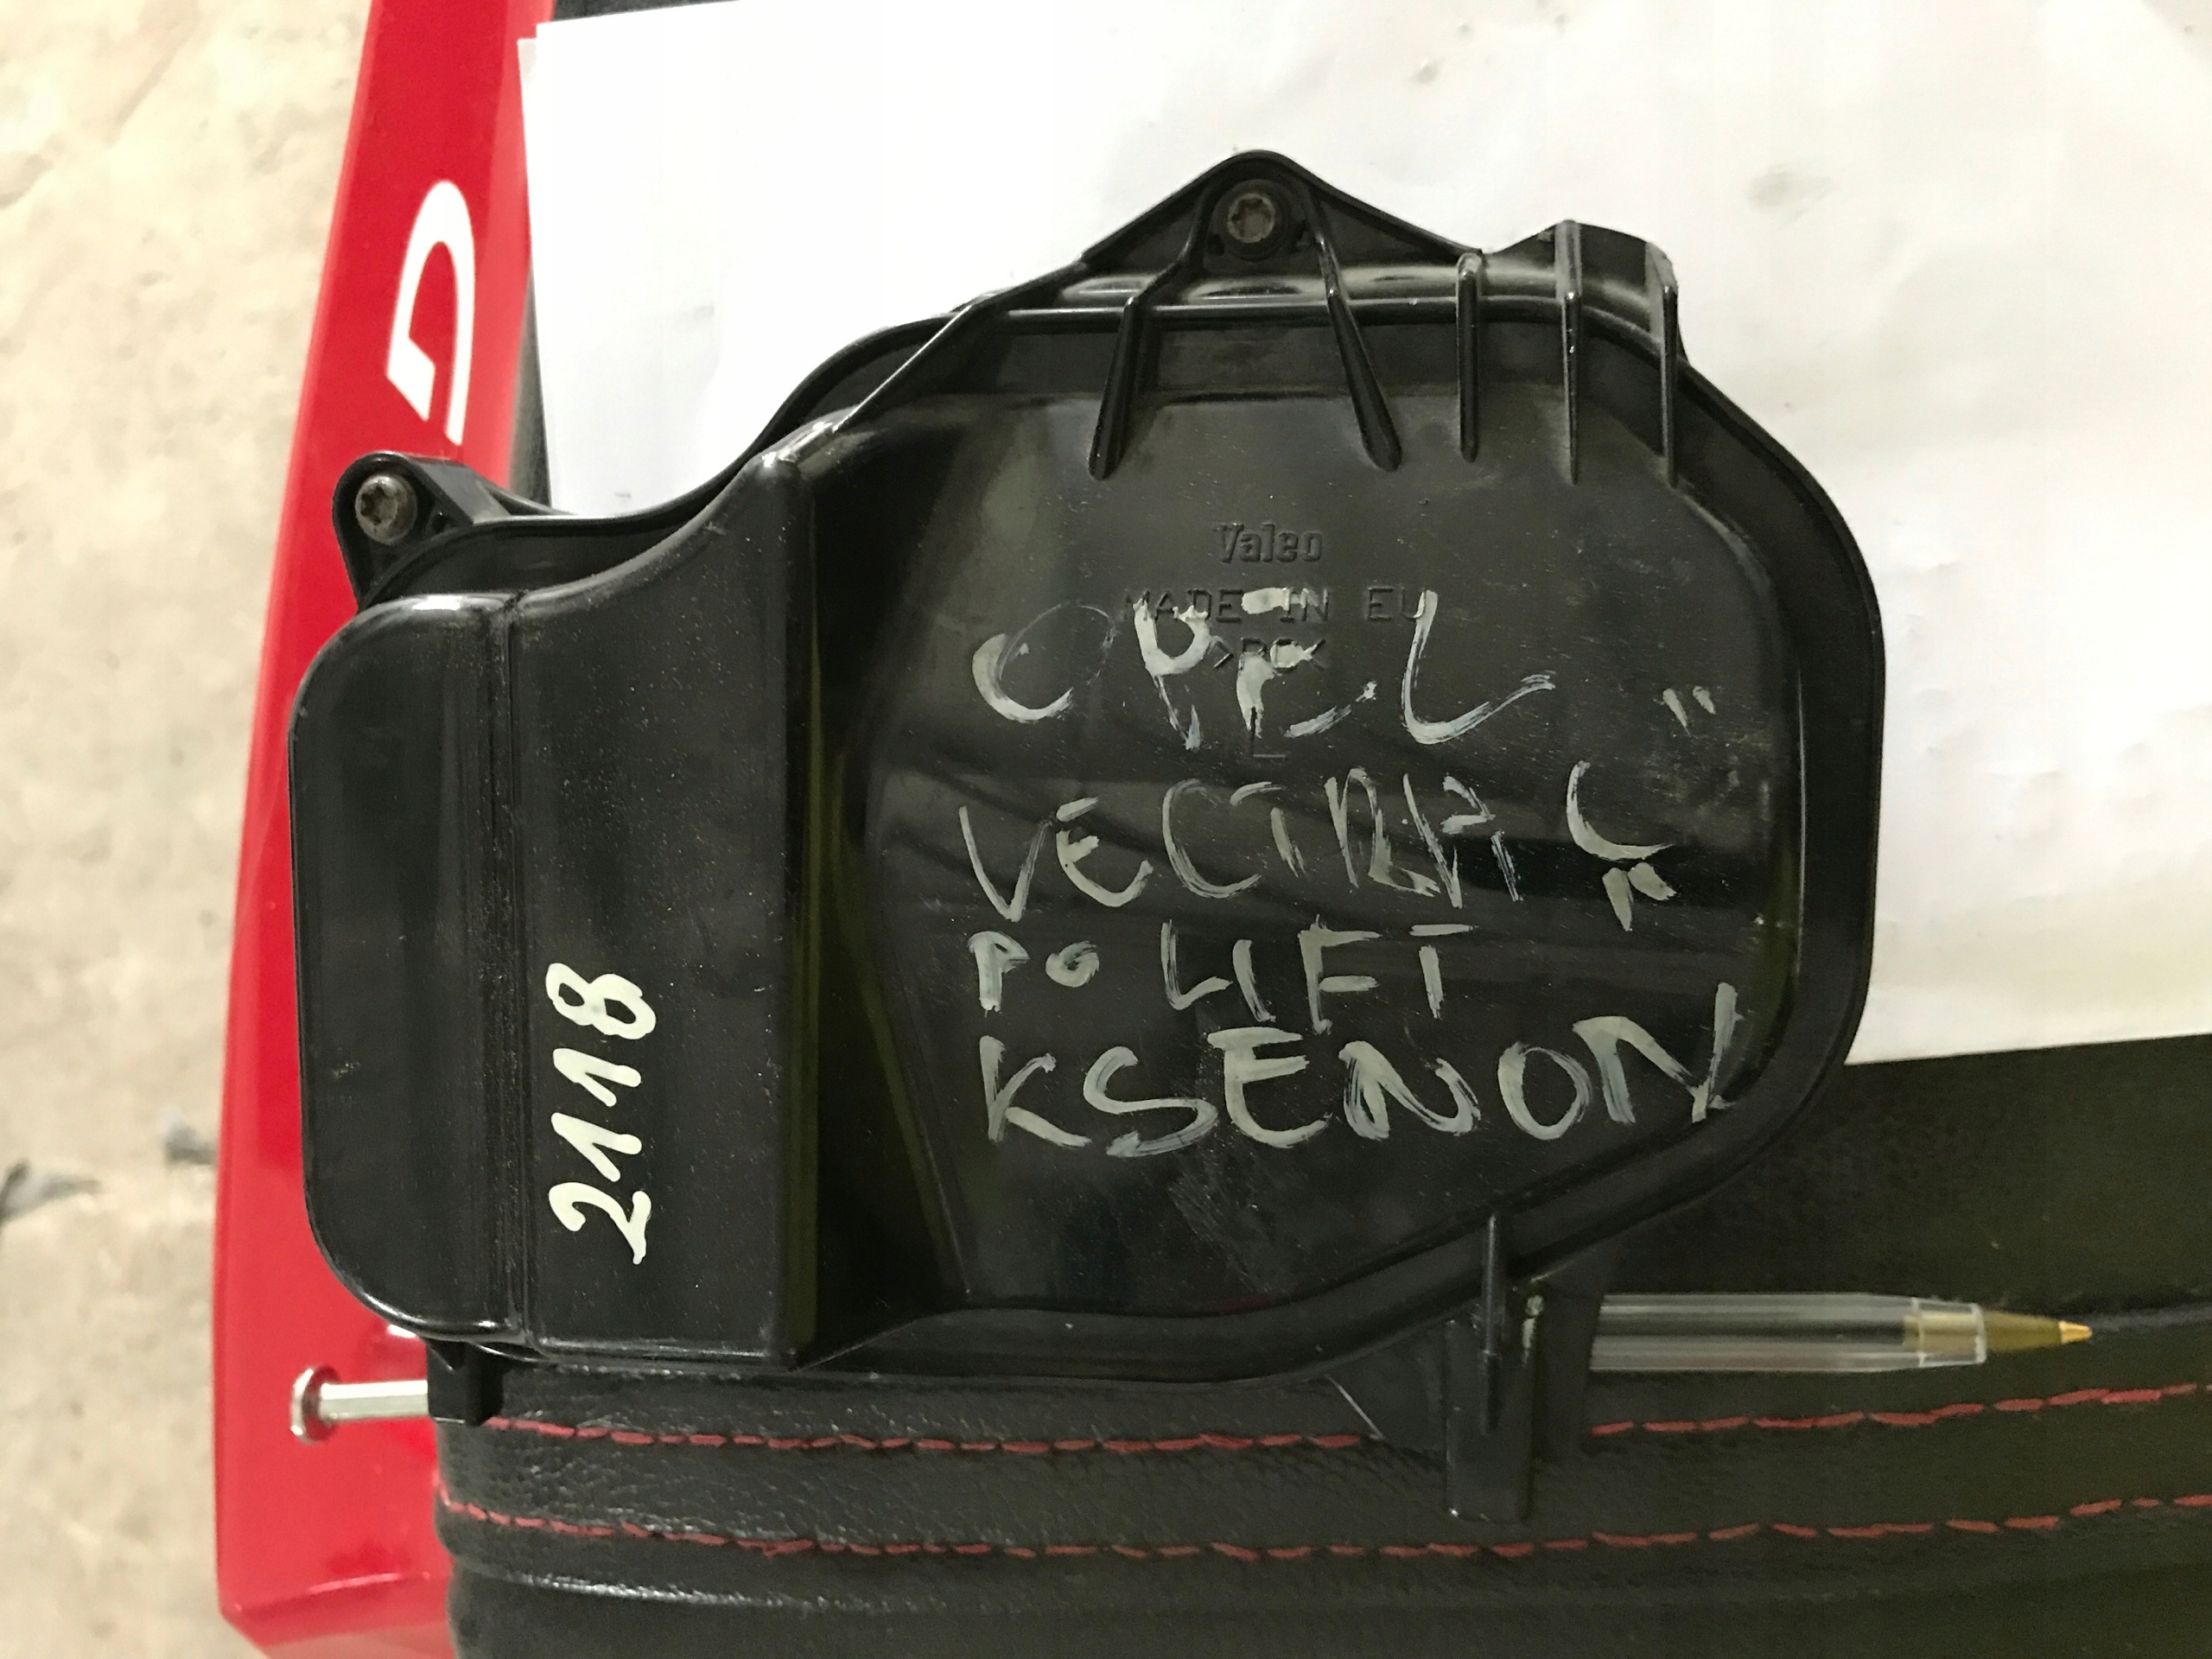 Valeo
MADE IN EU
OPEL
L
VECTRA "C"
PO LIFT
KSENON
2118